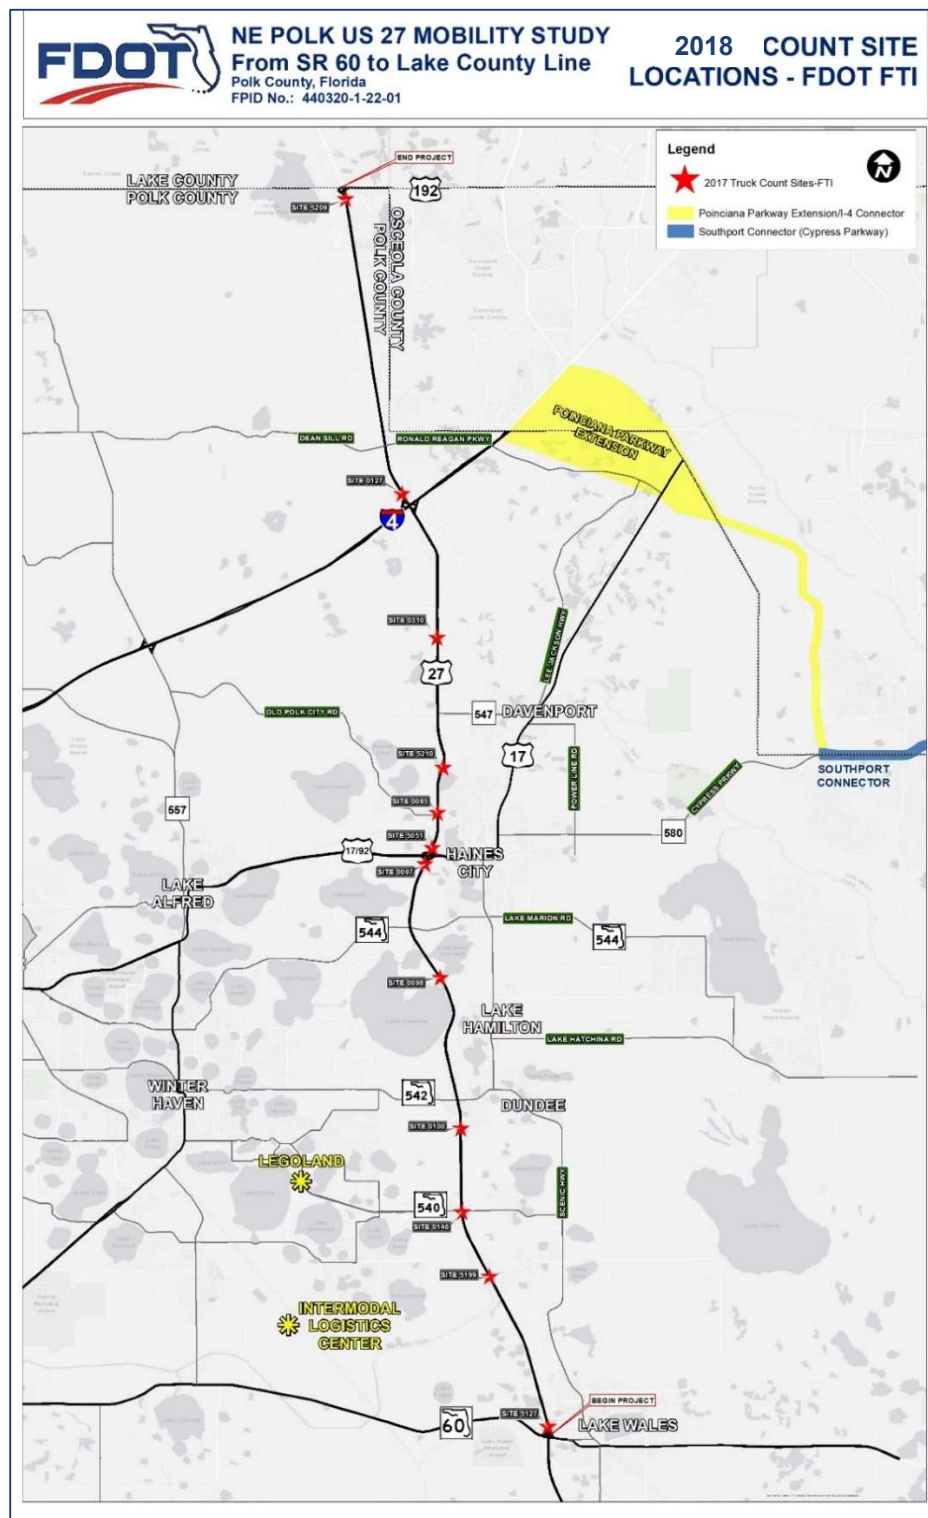 FDOT
NE POLK US 27 MOBILITY STUDY
From SR 60 to Lake County Line
Polk County, Florida
FPID No.: 440320-1-22-01
2018 COUNT SITE
LOCATIONS - FDOT FTI
Legend
2017 Truck Count Sites-FTI
Poinciana Parkway Extension/I-4 Connector
Southport Connector (Cypress Parkway)
N
END PROJECT
LAKE COUNTY
POLK COUNTY
192
SITE 5209
OSCEOLA COUNTY
POLK COUNTY
POINCIANA PARKWAY
EXTENSION
DEAN SILL RD
RONALD REAGAN PKWY
SITE 0127
4
SITE 0310
LEE JACKSON HWY
27
OLD POLK CITY RD
547
DAVENPORT
17
POWER LINE RD
SITE 5210
SOUTHPORT
CONNECTOR
CYPRESS PRKWY
557
SITE 0085
580
SITE 5051
17/92
HAINES
CITY
SITE 0097
LAKE
ALFRED
LAKE MARION RD
544
544
SITE 0098
LAKE
HAMILTON
LAKE HATCHINA RD
WINTER
HAVEN
542
DUNDEE
SITE 0100
LEGOLAND
540
SCENIC HWY
SITE 0146
SITE 5199
INTERMODAL
LOGISTICS
CENTER
BEGIN PROJECT
SITE 5127
60
LAKE WALES